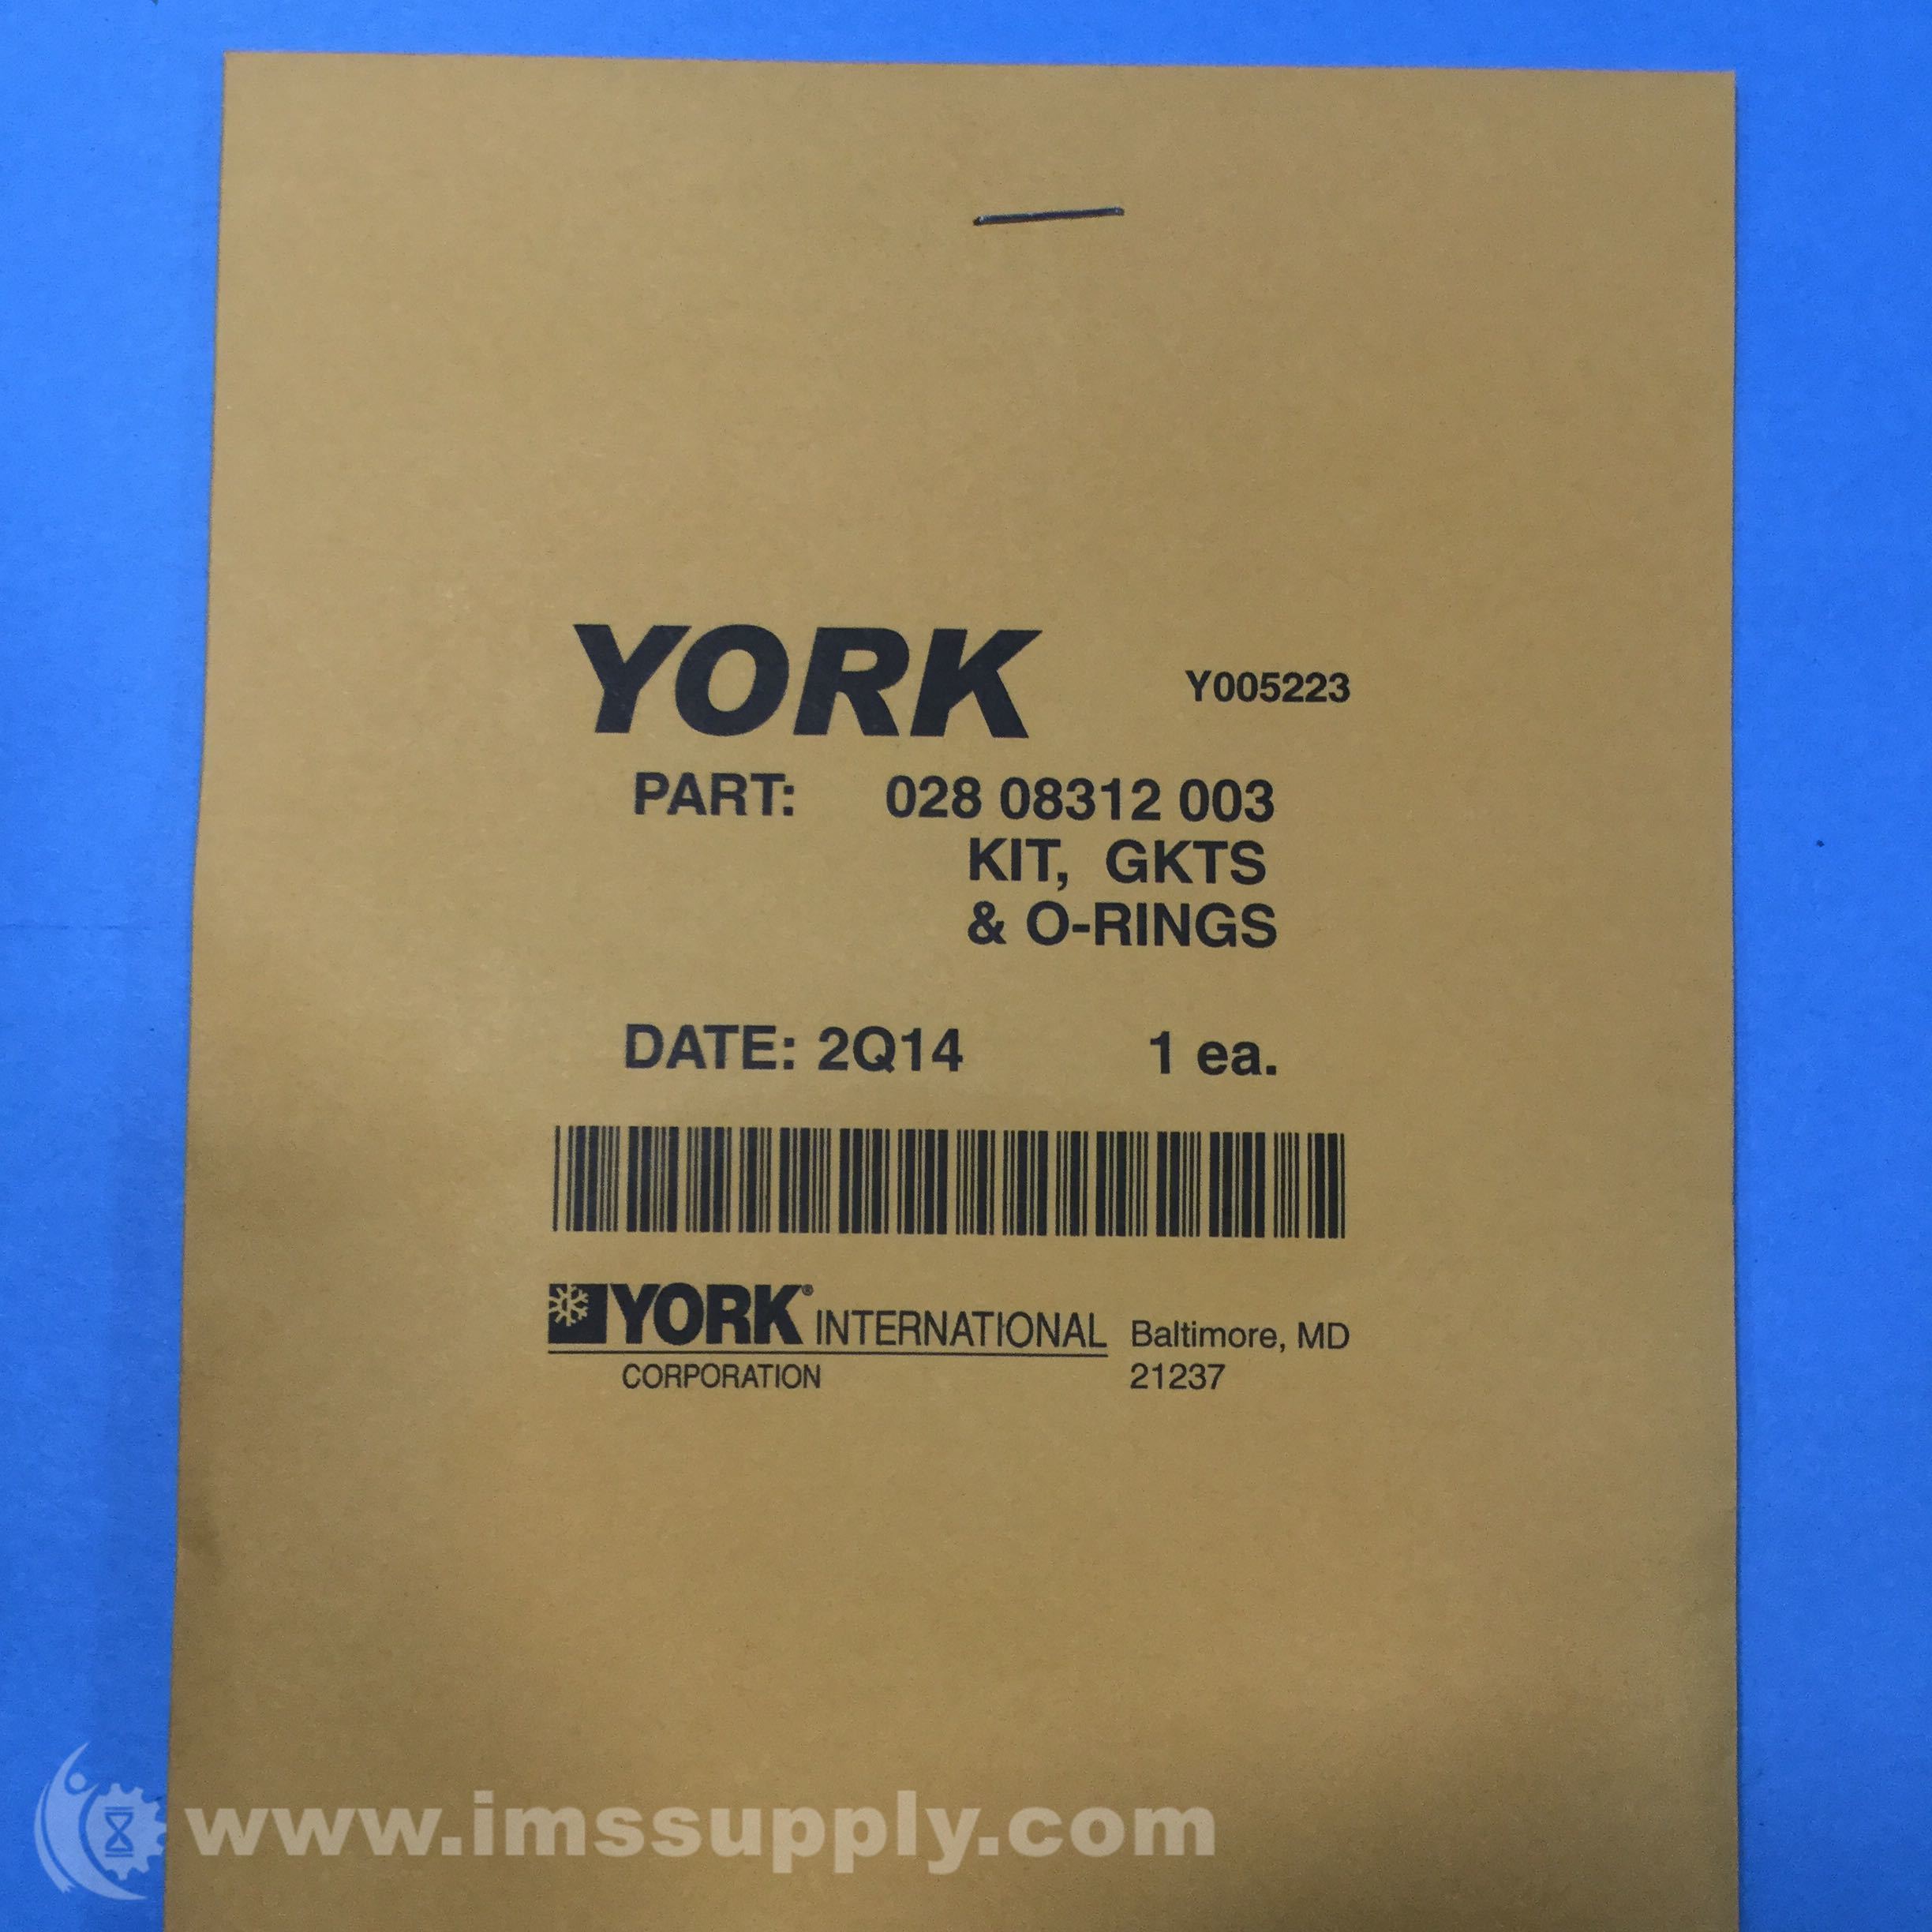 YORK Y005223
PART: 028 08312 003
KIT, GKTS
& O-RINGS
DATE: 2Q14 1 ea.
YORK® INTERNATIONAL Baltimore, MD
CORPORATION 21237
www.imssupply.com